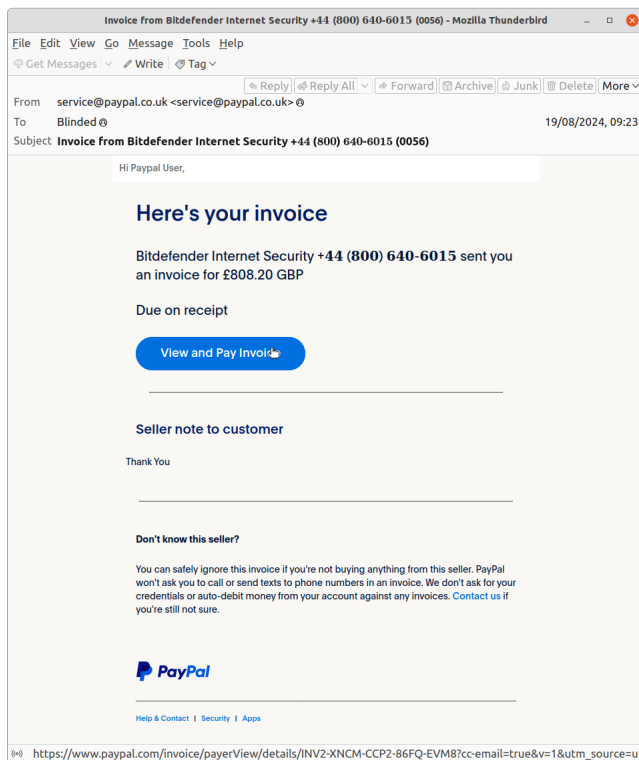 Invoice from Bitdefender Internet Security +44 (800) 640-6015 (0056) - Mozilla Thunderbird
File Edit View Go Message Tools Help
Get Messages Write Tag
Reply Reply All Forward Archive Junk Delete More
From service@paypal.co.uk <service@paypal.co.uk>
To Blinded 19/08/2024, 09:23
Subject Invoice from Bitdefender Internet Security +44 (800) 640-6015 (0056)
Hi Paypal User,
Here's your invoice
Bitdefender Internet Security +44 (800) 640-6015 sent you
an invoice for £808.20 GBP
Due on receipt
View and Pay Invoice
Seller note to customer
Thank You
Don't know this seller?
You can safely ignore this invoice if you're not buying anything from this seller. PayPal
won't ask you to call or send texts to phone numbers in an invoice. We don't ask for your
credentials or auto-debit money from your account against any invoices. Contact us if
you're still not sure.
PayPal
Help & Contact | Security | Apps
https://www.paypal.com/invoice/payerView/details/INV2-XNCM-CCP2-86FQ-EVM8?cc-email=true&v=1&utm_source=u